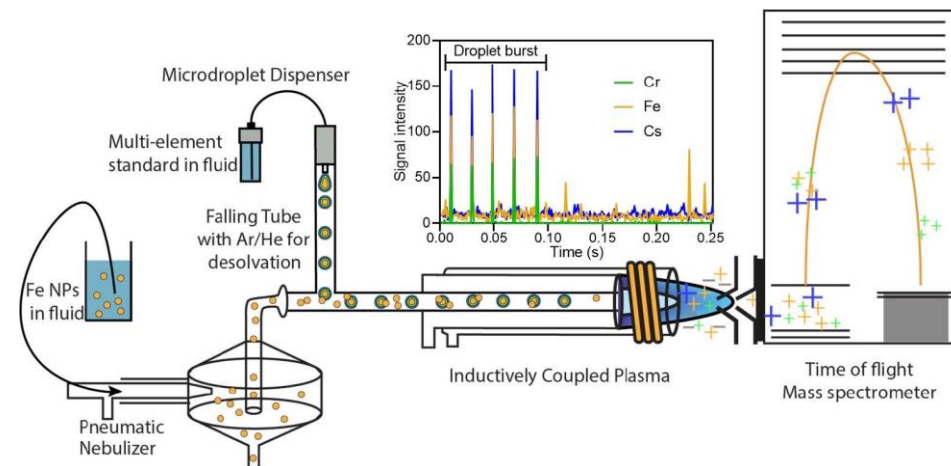 Microdroplet Dispenser
Multi-element
standard in fluid
Falling Tube
with Ar/He for
desolvation
Fe NPs
in fluid
Pneumatic
Nebulizer
Signal intensity
200
150
100
50
0
Droplet burst
Cr
Fe
Cs
0.00
0.05
0.10
0.15
0.20
0.25
Time (s)
Inductively Coupled Plasma
Time of flight
Mass spectrometer